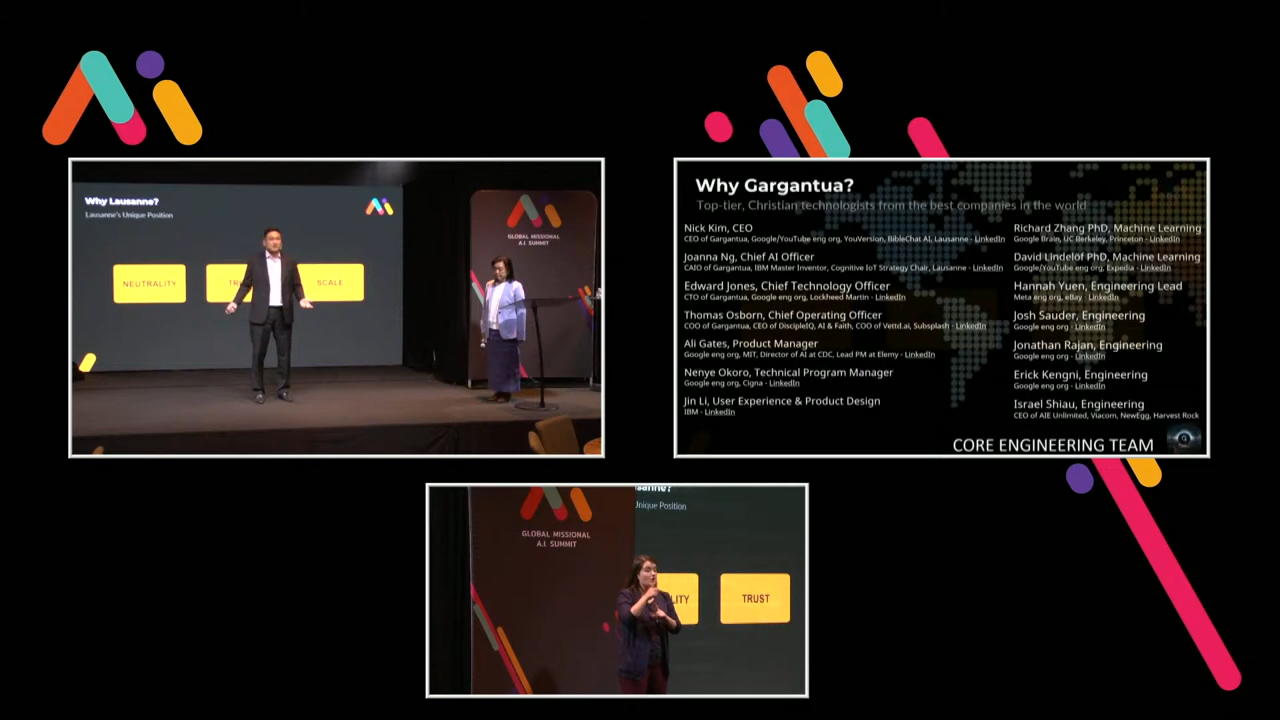 Why Lausanne?
Lausanne's Unique Position
NEUTRALITY
SCALE
GLOBAL MISSIONAL
A.I. SUMMIT
Why Gargantua?
Top-tier, Christian technologists from the best companies in the world
Nick Kim, CEO
CEO of Gargantua, Google/YouTube eng org, YouVersion, BibleChat AI, Lausanne - LinkedIn
Joanna Ng, Chief AI Officer
CAIO of Gargantua, IBM Master Inventor, Cognitive IoT Strategy Chair, Lausanne - LinkedIn
Edward Jones, Chief Technology Officer
CTO of Gargantua, Google eng org, Lockheed Martin - LinkedIn
Thomas Osborn, Chief Operating Officer
COO of Gargantua, CEO of DiscipleIQ, AI & Faith, COO of Vettd.ai, Subsplash - LinkedIn
Ali Gates, Product Manager
Google eng org, MIT, Director of AI at CDC, Lead PM at Elemy - LinkedIn
Nenye Okoro, Technical Program Manager
Google eng org, Cigna - LinkedIn
Jin Li, User Experience & Product Design
IBM - LinkedIn
Richard Zhang PhD, Machine Learning
Google Brain, UC Berkeley, Princeton - LinkedIn
David Lindelöf PhD, Machine Learning
Google/YouTube eng org, Expedia - LinkedIn
Hannah Yuen, Engineering Lead
Meta eng org, eBay - LinkedIn
Josh Sauder, Engineering
Google eng org - LinkedIn
Jonathan Rajan, Engineering
Google eng org - LinkedIn
Erick Kengni, Engineering
Google eng org - LinkedIn
Israel Shiau, Engineering
CEO of AIE Unlimited, Viacom, NewEgg, Harvest Rock
CORE ENGINEERING TEAM
Unique Position
GLOBAL MISSIONAL
A.I. SUMMIT
LITY
TRUST